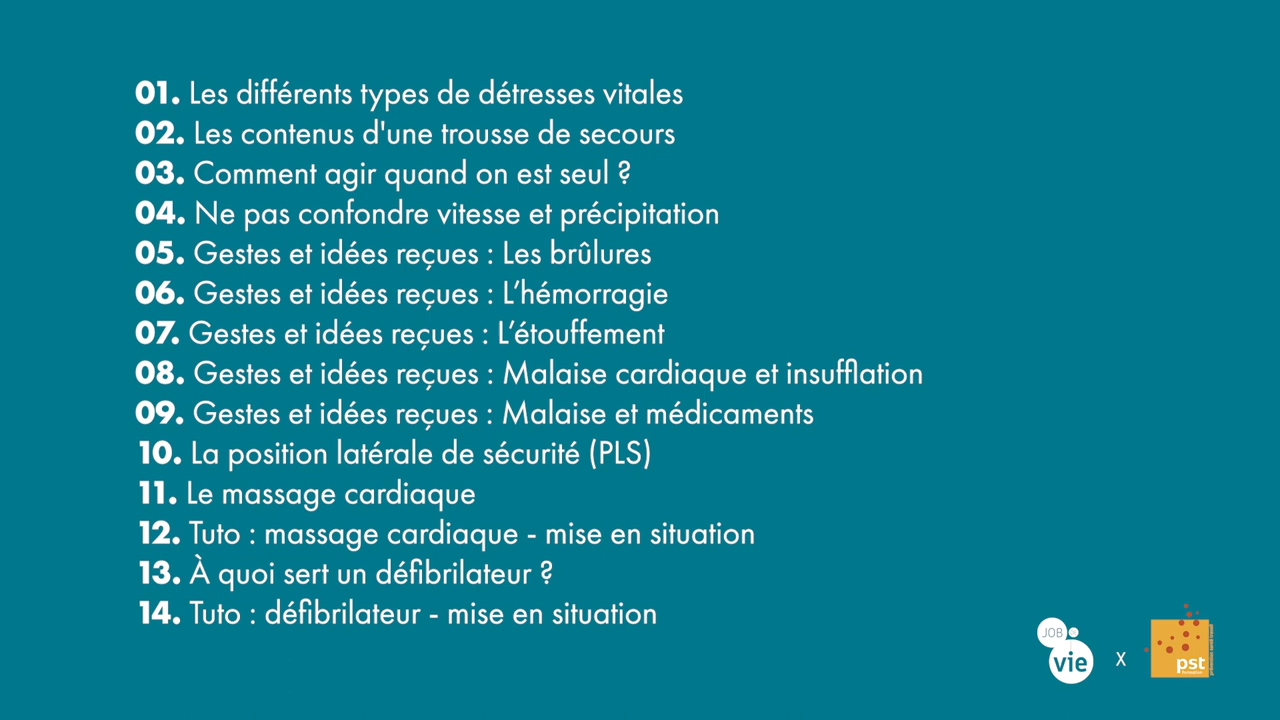 01. Les différents types de détresses vitales
02. Les contenus d'une trousse de secours
03. Comment agir quand on est seul ?
04. Ne pas confondre vitesse et précipitation
05. Gestes et idées reçues : Les brûlures
06. Gestes et idées reçues : L’hémorragie
07. Gestes et idées reçues : L’étouffement
08. Gestes et idées reçues : Malaise cardiaque et insufflation
09. Gestes et idées reçues : Malaise et médicaments
10. La position latérale de sécurité (PLS)
11. Le massage cardiaque
12. Tuto : massage cardiaque - mise en situation
13. À quoi sert un défibrilateur ?
14. Tuto : défibrilateur - mise en situation
JOB
vie
X
pst